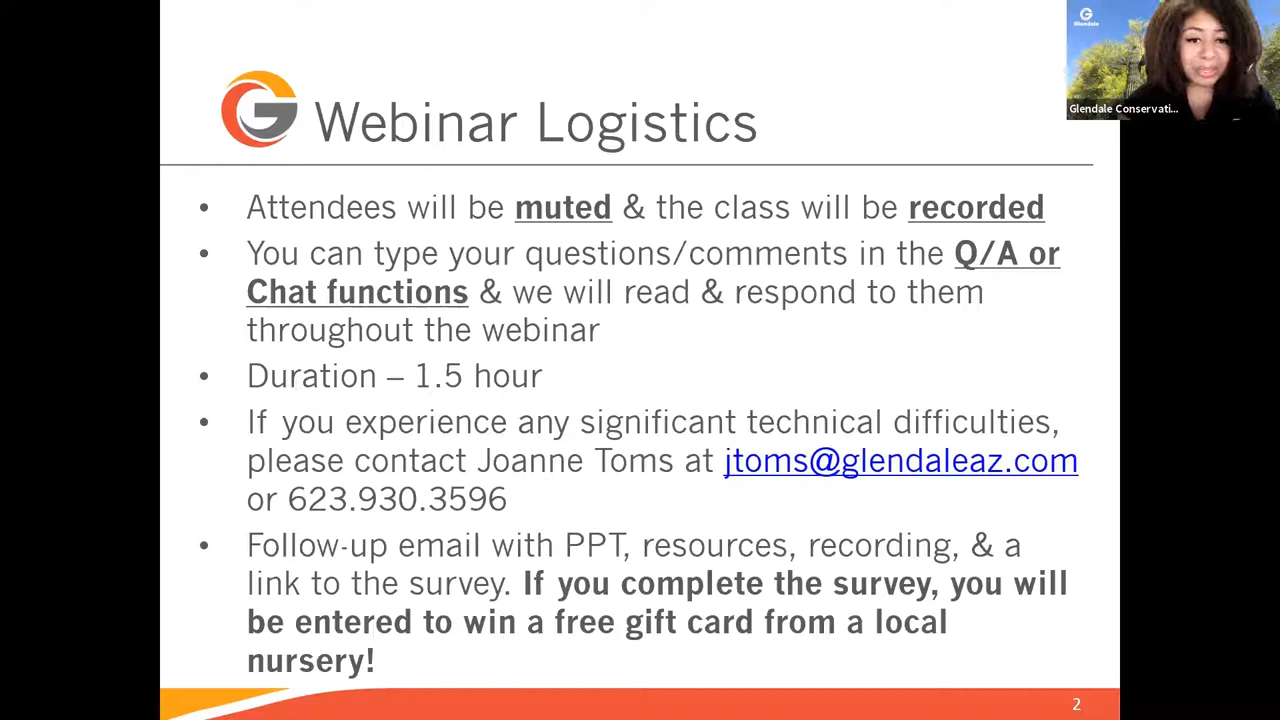 Glendale
Glendale Conservati...
Webinar Logistics
• Attendees will be muted & the class will be recorded
• You can type your questions/comments in the Q/A or
Chat functions & we will read & respond to them
throughout the webinar
• Duration – 1.5 hour
• If you experience any significant technical difficulties,
please contact Joanne Toms at jtoms@glendaleaz.com
or 623.930.3596
• Follow-up email with PPT, resources, recording, & a
link to the survey. If you complete the survey, you will
be entered to win a free gift card from a local
nursery!
2